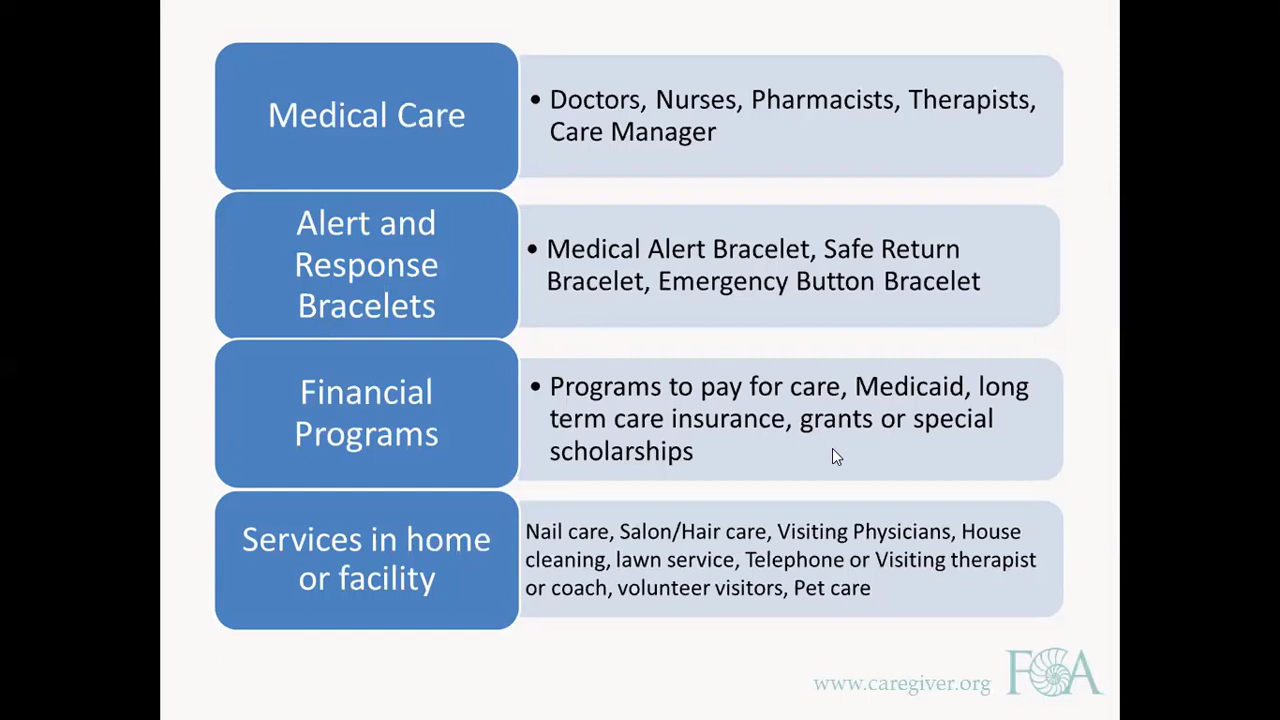 Medical Care
• Doctors, Nurses, Pharmacists, Therapists,
Care Manager
Alert and
Response
Bracelets
• Medical Alert Bracelet, Safe Return
Bracelet, Emergency Button Bracelet
Financial
Programs
• Programs to pay for care, Medicaid, long
term care insurance, grants or special
scholarships
Services in home
or facility
Nail care, Salon/Hair care, Visiting Physicians, House
cleaning, lawn service, Telephone or Visiting therapist
or coach, volunteer visitors, Pet care
www.caregiver.org
FCA